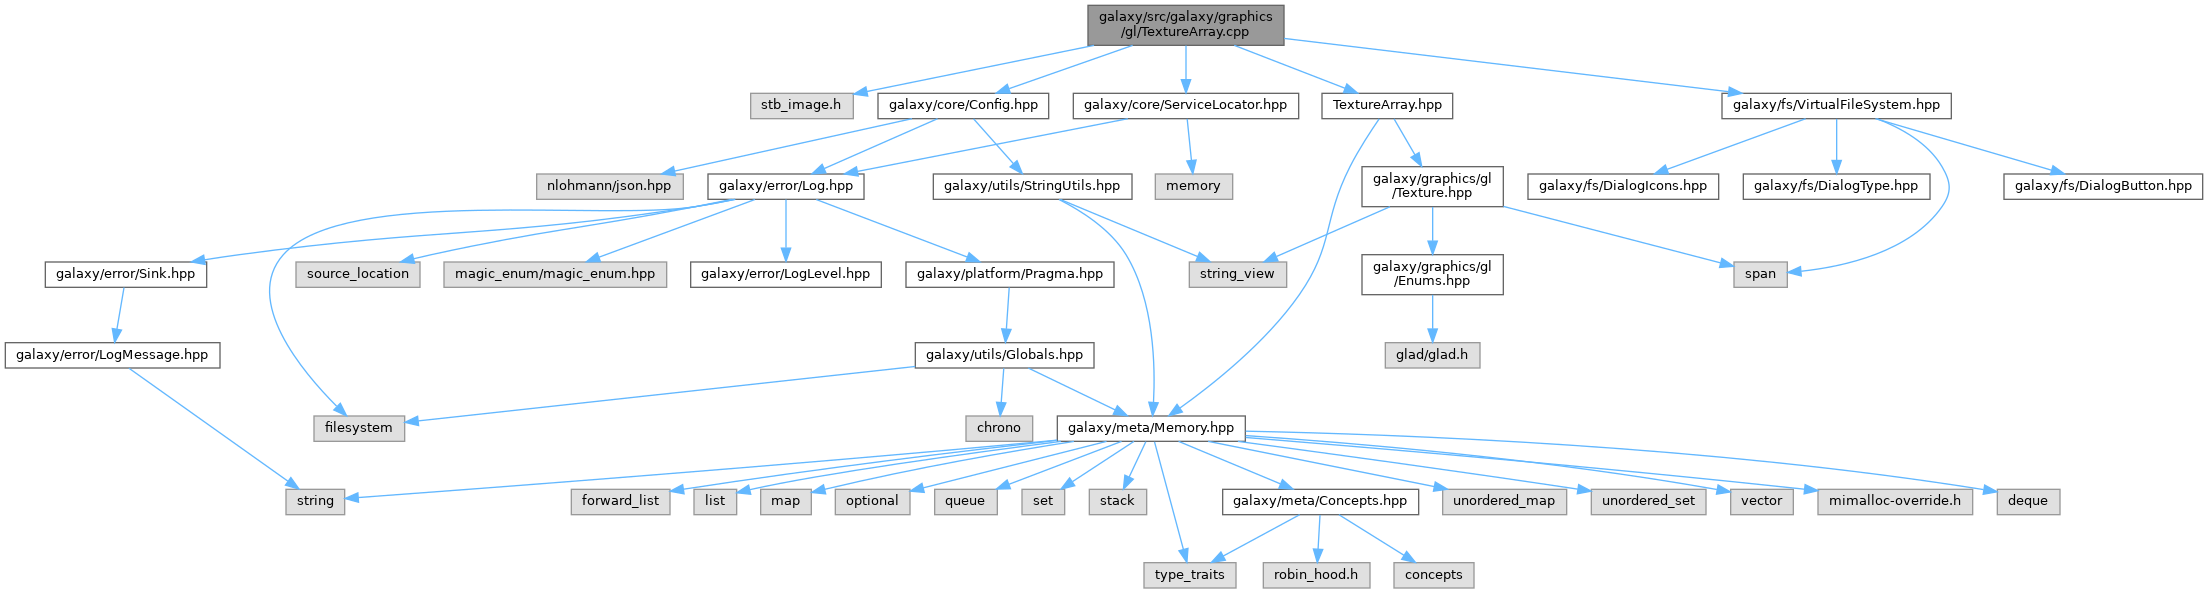 galaxy/src/galaxy/graphics
/gl/TextureArray.cpp
stb_image.h
galaxy/core/Config.hpp
galaxy/core/ServiceLocator.hpp
TextureArray.hpp
galaxy/fs/VirtualFileSystem.hpp
nlohmann/json.hpp
galaxy/error/Log.hpp
galaxy/utils/StringUtils.hpp
memory
galaxy/graphics/gl
/Texture.hpp
galaxy/fs/DialogIcons.hpp
galaxy/fs/DialogType.hpp
galaxy/fs/DialogButton.hpp
galaxy/error/Sink.hpp
source_location
magic_enum/magic_enum.hpp
galaxy/error/LogLevel.hpp
galaxy/platform/Pragma.hpp
string_view
galaxy/graphics/gl
/Enums.hpp
span
galaxy/error/LogMessage.hpp
galaxy/utils/Globals.hpp
glad/glad.h
filesystem
chrono
galaxy/meta/Memory.hpp
string
forward_list
list
map
optional
queue
set
stack
galaxy/meta/Concepts.hpp
unordered_map
unordered_set
vector
mimalloc-override.h
deque
type_traits
robin_hood.h
concepts